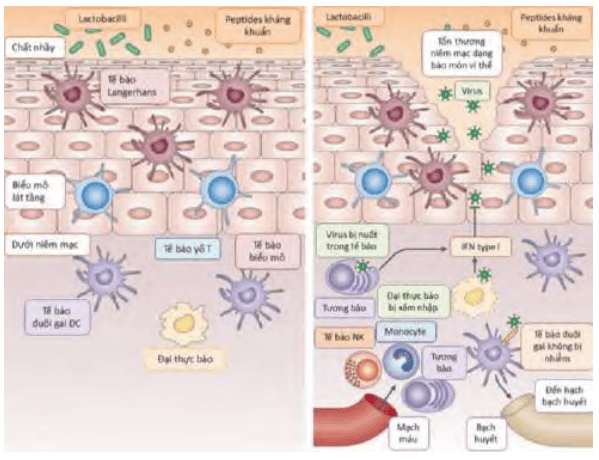 Lactobacilli
Peptides kháng
khuẩn
Chất nhầy
Tế bào
Langerhans
Biểu mô
lát tầng
Dưới niêm mạc
Tế bào γδ T
Tế bào
biểu mô
Tế bào
đuôi gai DC
Đại thực bào
Lactobacilli
Peptides kháng
khuẩn
Tổn thương
niêm mạc dạng
bào mòn vi thể
Virus
Virus bị nuốt
trong tế bào
IFN type I
Tương bào
Đại thực bào
bị xâm nhập
Tế bào NK
Monocyte
Tương
bào
Tế bào đuôi
gai không bị
nhiễm
Đến hạch
bạch huyết
Mạch
máu
Bạch
huyết